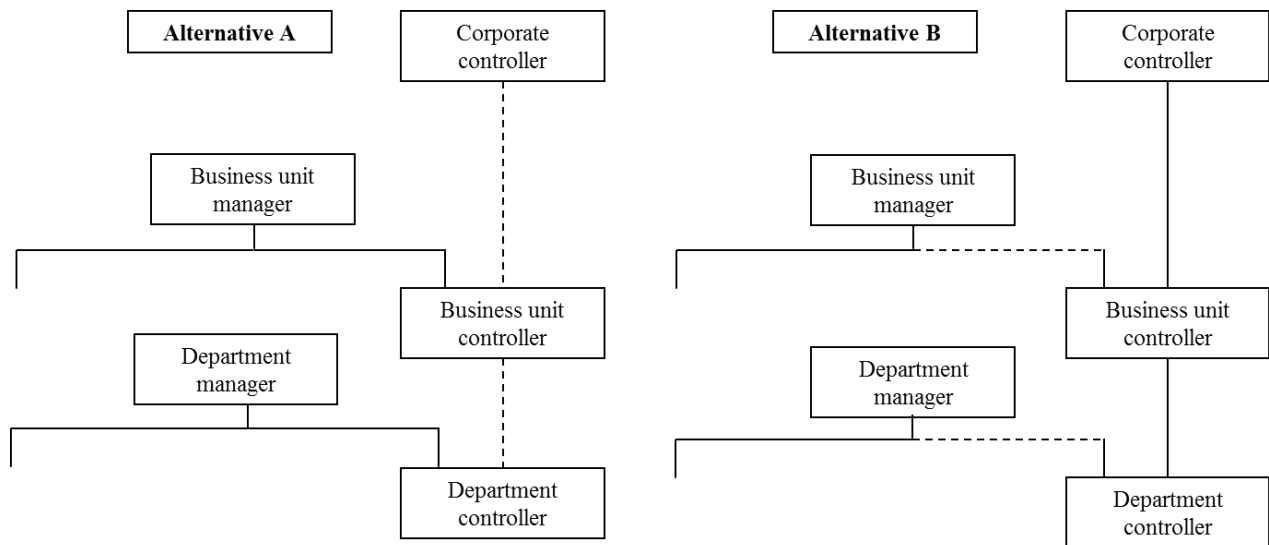 Alternative A
Corporate
controller
Business unit
manager
Business unit
controller
Department
manager
Department
controller
Alternative B
Corporate
controller
Business unit
manager
Business unit
controller
Department
manager
Department
controller